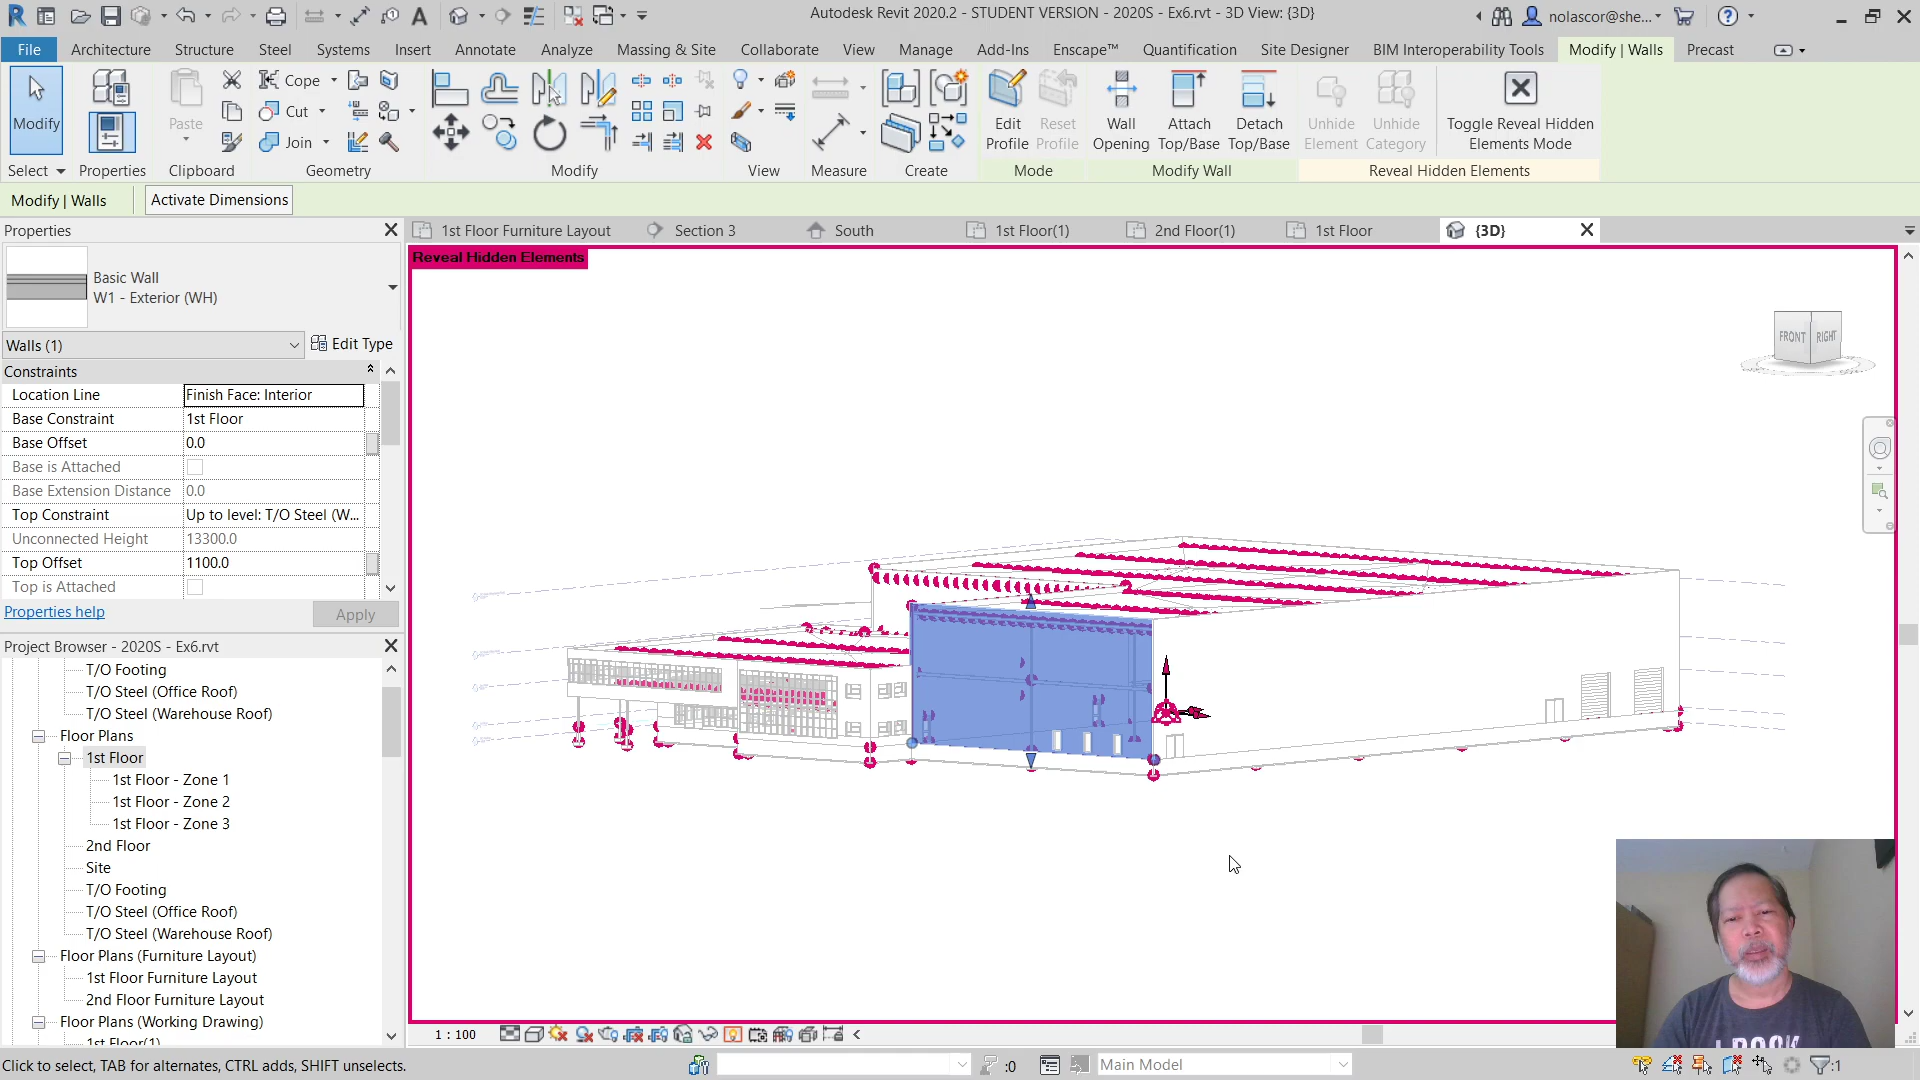 Autodesk Revit 2020.2 - STUDENT VERSION - 2020S - Ex6.rvt - 3D View: {3D}
nolascor@she...
File Architecture Structure Steel Systems Insert Annotate Analyze Massing & Site Collaborate View Manage Add-Ins Enscape™ Quantification Site Designer BIM Interoperability Tools Modify | Walls Precast
Modify
Paste
Cope
Cut
Join
Edit Profile
Reset Profile
Wall Opening
Attach Top/Base
Detach Top/Base
Unhide Element
Unhide Category
Toggle Reveal Hidden Elements Mode
Select Properties Clipboard Geometry Modify View Measure Create Mode Modify Wall Reveal Hidden Elements
Modify | Walls Activate Dimensions
Properties
1st Floor Furniture Layout Section 3 South 1st Floor(1) 2nd Floor(1) 1st Floor {3D}
Reveal Hidden Elements
Basic Wall
W1 - Exterior (WH)
Walls (1) Edit Type
Constraints
Location Line Finish Face: Interior
Base Constraint 1st Floor
Base Offset 0.0
Base is Attached
Base Extension Distance 0.0
Top Constraint Up to level: T/O Steel (W...
Unconnected Height 13300.0
Top Offset 1100.0
Top is Attached
Properties help Apply
FRONT RIGHT
Project Browser - 2020S - Ex6.rvt
T/O Footing
T/O Steel (Office Roof)
T/O Steel (Warehouse Roof)
Floor Plans
1st Floor
1st Floor - Zone 1
1st Floor - Zone 2
1st Floor - Zone 3
2nd Floor
Site
T/O Footing
T/O Steel (Office Roof)
T/O Steel (Warehouse Roof)
Floor Plans (Furniture Layout)
1st Floor Furniture Layout
2nd Floor Furniture Layout
Floor Plans (Working Drawing)
1st Floor(1)
1 : 100
Click to select, TAB for alternates, CTRL adds, SHIFT unselects.
:0
Main Model
:1